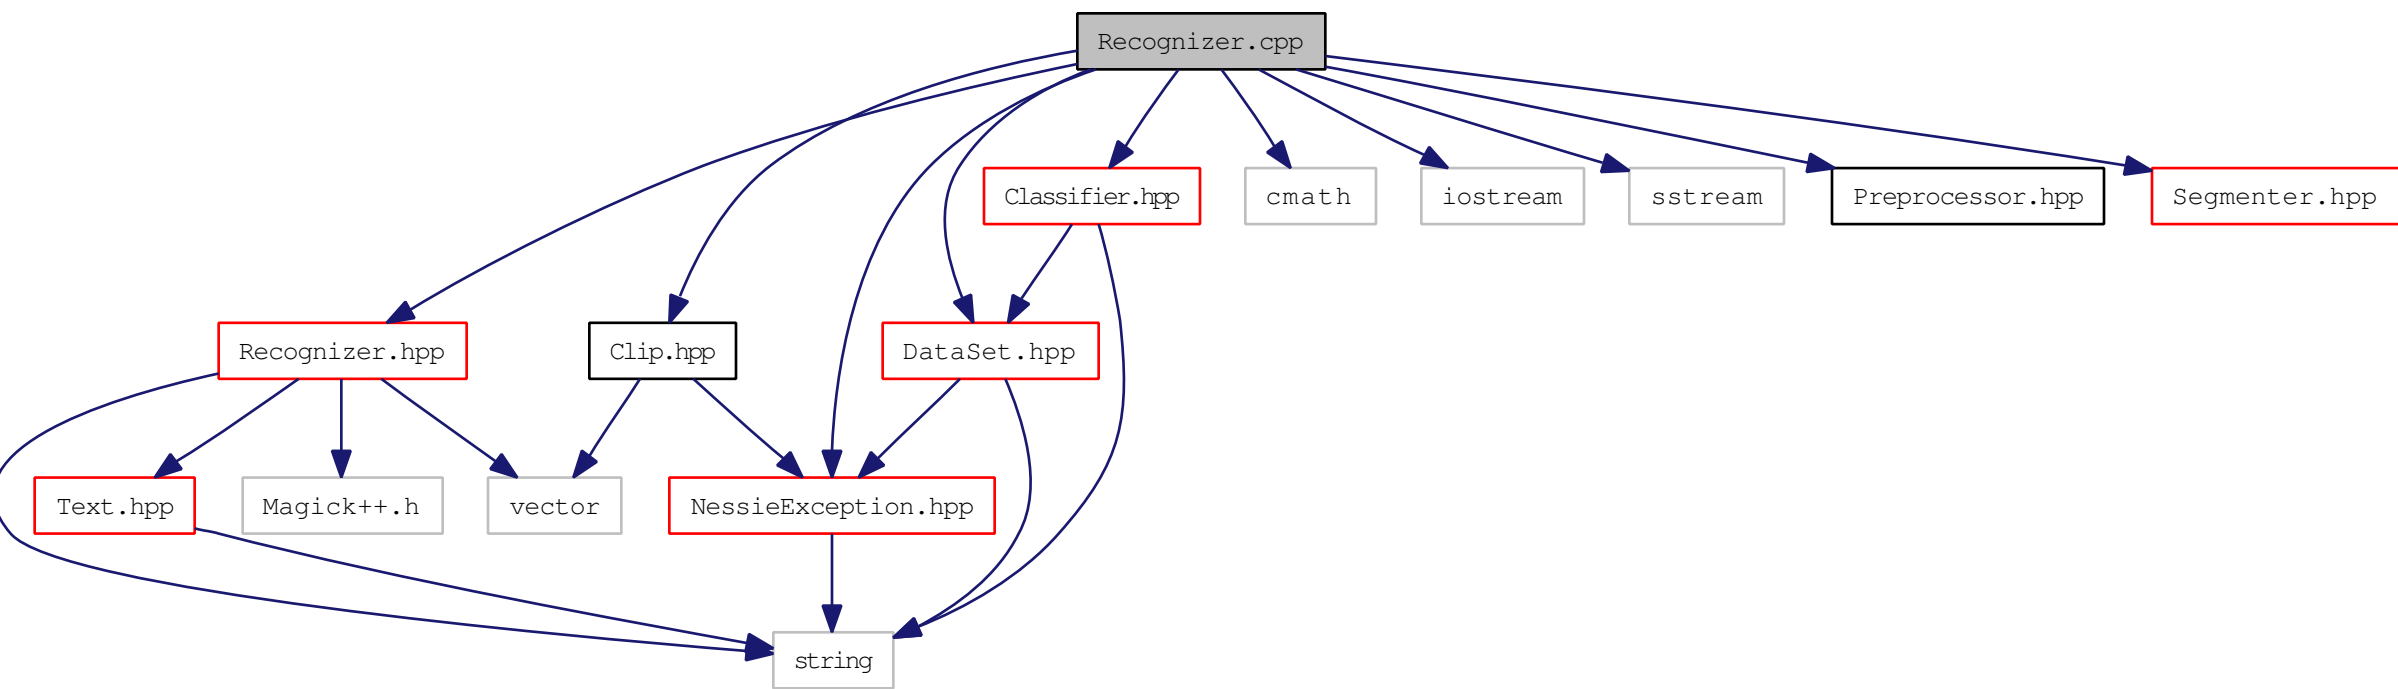 Recognizer.cpp
Classifier.hpp
cmath
iostream
sstream
Preprocessor.hpp
Segmenter.hpp
Recognizer.hpp
Clip.hpp
DataSet.hpp
Text.hpp
Magick++.h
vector
NessieException.hpp
string